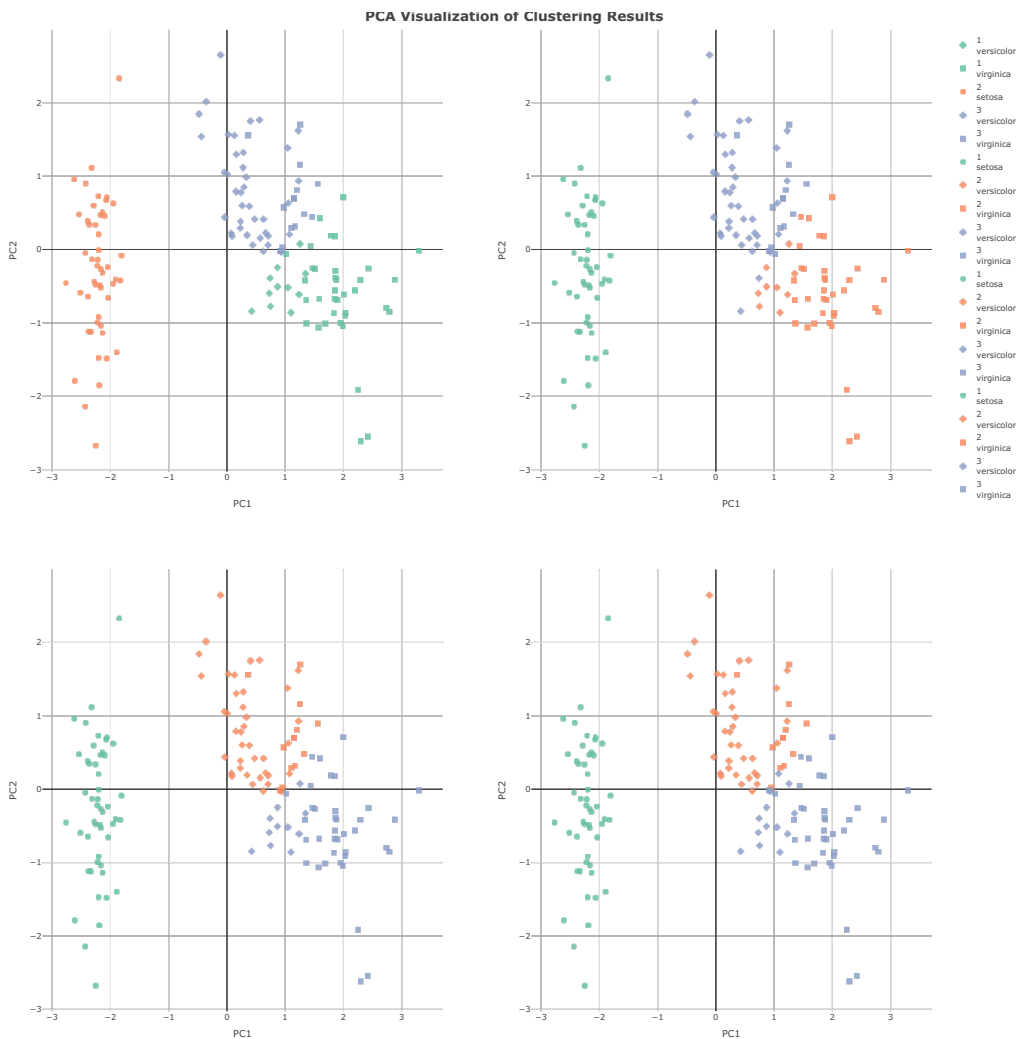 PCA Visualization of Clustering Results
2
1
0
−1
−2
−3
−3
−2
−1
0
1
2
3
PC1
PC2
2
1
0
−1
−2
−3
−3
−2
−1
0
1
2
3
PC1
PC2
1
versicolor
1
virginica
2
setosa
3
versicolor
3
virginica
1
setosa
2
versicolor
2
virginica
3
versicolor
3
virginica
1
setosa
2
versicolor
2
virginica
3
versicolor
3
virginica
1
setosa
2
versicolor
2
virginica
3
versicolor
3
virginica
2
1
0
−1
−2
−3
−3
−2
−1
0
1
2
3
PC1
PC2
2
1
0
−1
−2
−3
−3
−2
−1
0
1
2
3
PC1
PC2